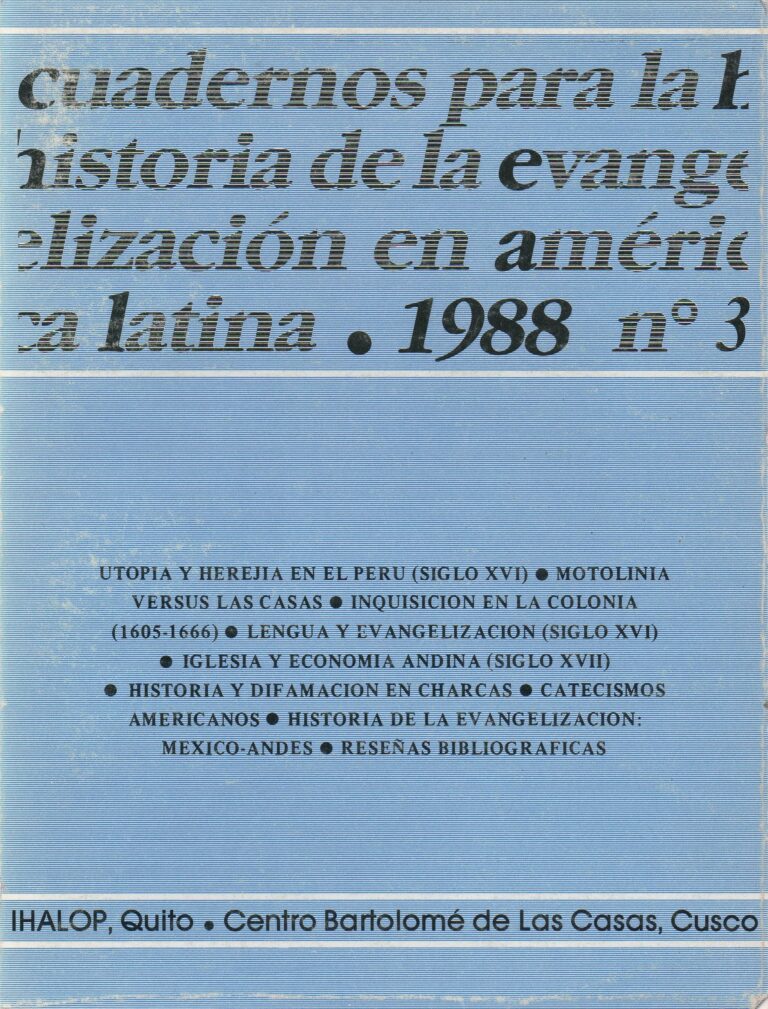 cuadernos para la h
historia de la evange
elización en améric
ca latina . 1988 n° 3
UTOPIA Y HEREJIA EN EL PERU (SIGLO XVI) ● MOTOLINIA
VERSUS LAS CASAS ● INQUISICION EN LA COLONIA
(1605-1666) ● LENGUA Y EVANGELIZACION (SIGLO XVI)
● IGLESIA Y ECONOMIA ANDINA (SIGLO XVII)
● HISTORIA Y DIFAMACION EN CHARCAS ● CATECISMOS
AMERICANOS ● HISTORIA DE LA EVANGELIZACION:
MEXICO-ANDES ● RESEÑAS BIBLIOGRAFICAS
IHALOP, Quito . Centro Bartolomé de Las Casas, Cusco